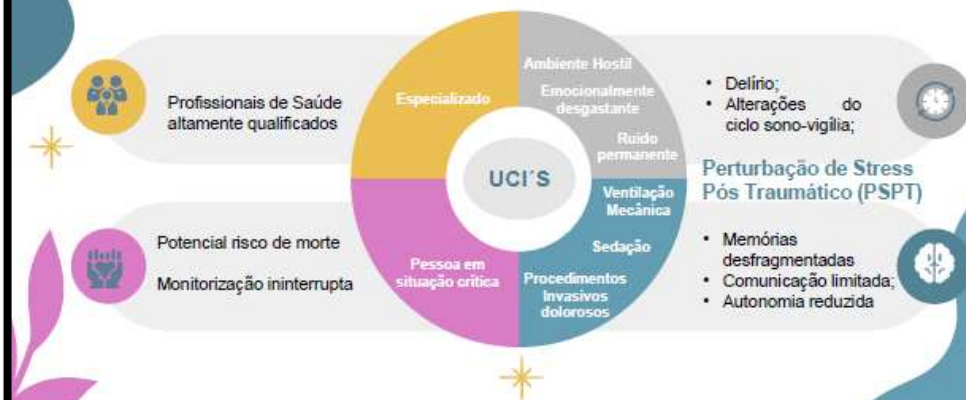 Profissionais de Saúde
altamente qualificados
Potencial risco de morte
Monitorização ininterrupta
Especializado
Pessoa em
situação crítica
UCI´S
Ambiente Hostil
Emocionalmente
desgastante
Ruído
permanente
Ventilação
Mecânica
Sedação
Procedimentos
Invasivos
dolorosos
• Delírio;
• Alterações do
ciclo sono-vigília;
Perturbação de Stress
Pós Traumático (PSPT)
• Memórias
desfragmentadas
• Comunicação limitada;
• Autonomia reduzida